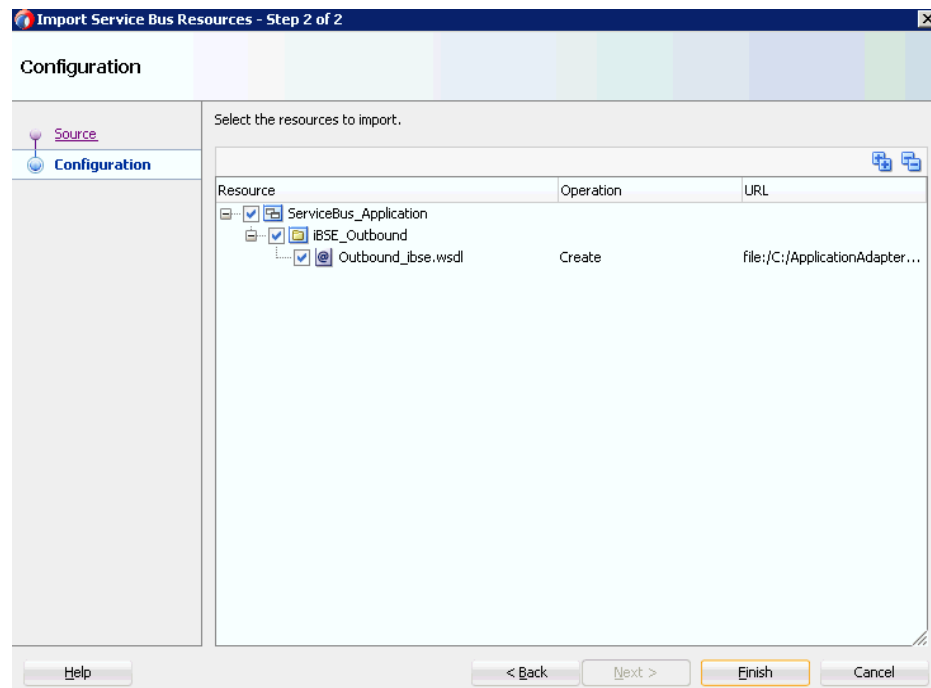 Import Service Bus Resources - Step 2 of 2
Configuration
Source
Configuration
Select the resources to import.
Resource Operation URL
ServiceBus_Application
iBSE_Outbound
Outbound_ibse.wsdl Create file:/C:/ApplicationAdapter...
Help < Back Next > Finish Cancel